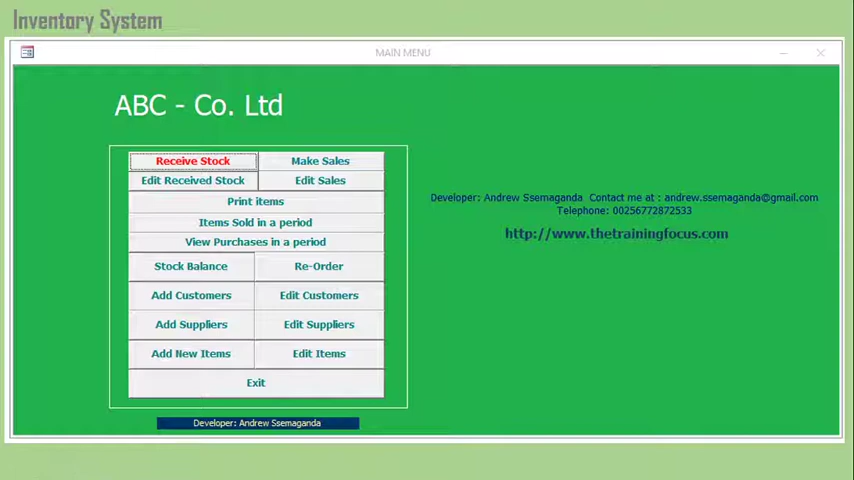 Inventory System
MAIN MENU
ABC - Co. Ltd
Receive Stock
Make Sales
Edit Received Stock
Edit Sales
Print items
Items Sold in a period
View Purchases in a period
Stock Balance
Re-Order
Add Customers
Edit Customers
Add Suppliers
Edit Suppliers
Add New Items
Edit Items
Exit
Developer: Andrew Ssemaganda
Developer: Andrew Ssemaganda Contact me at : andrew.ssemaganda@gmail.com
Telephone: 00256772872533
http://www.thetrainingfocus.com